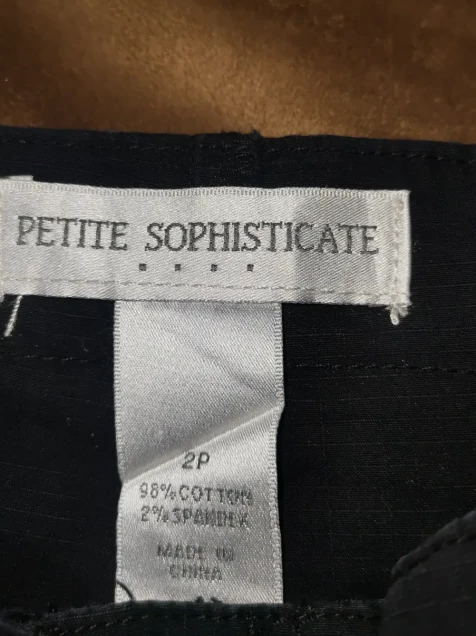 PETITE SOPHISTICATE
2P
98% COTTON
2% SPANDEX
MADE IN
CHINA